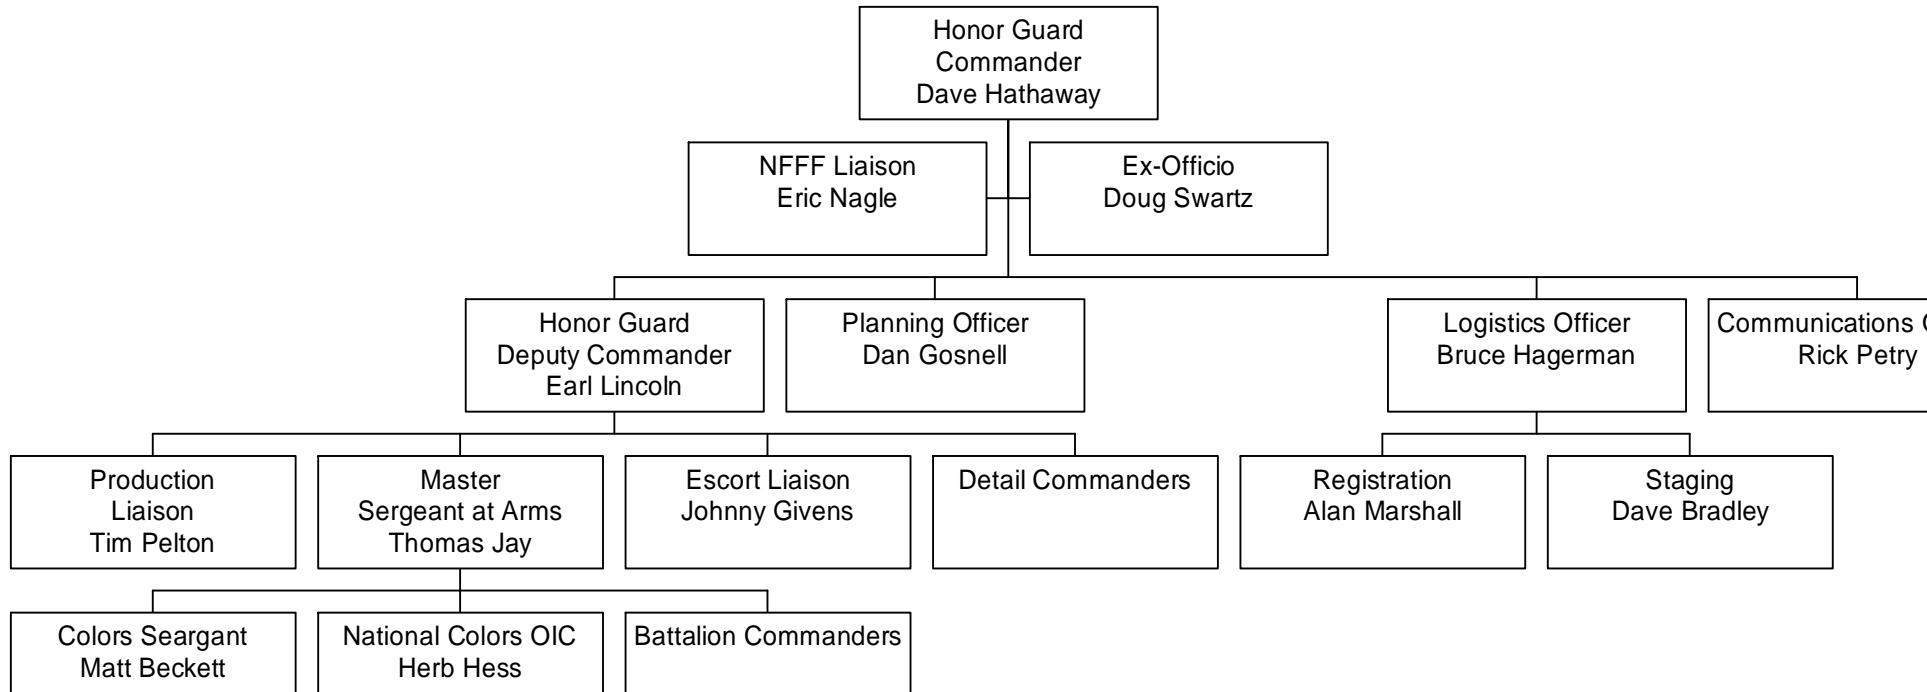 Honor Guard
Commander
Dave Hathaway
NFFF Liaison
Eric Nagle
Ex-Officio
Doug Swartz
Honor Guard
Deputy Commander
Earl Lincoln
Planning Officer
Dan Gosnell
Logistics Officer
Bruce Hagerman
Communications
Rick Petry
Production
Liaison
Tim Pelton
Master
Sergeant at Arms
Thomas Jay
Escort Liaison
Johnny Givens
Detail Commanders
Registration
Alan Marshall
Staging
Dave Bradley
Colors Seargant
Matt Beckett
National Colors OIC
Herb Hess
Battalion Commanders